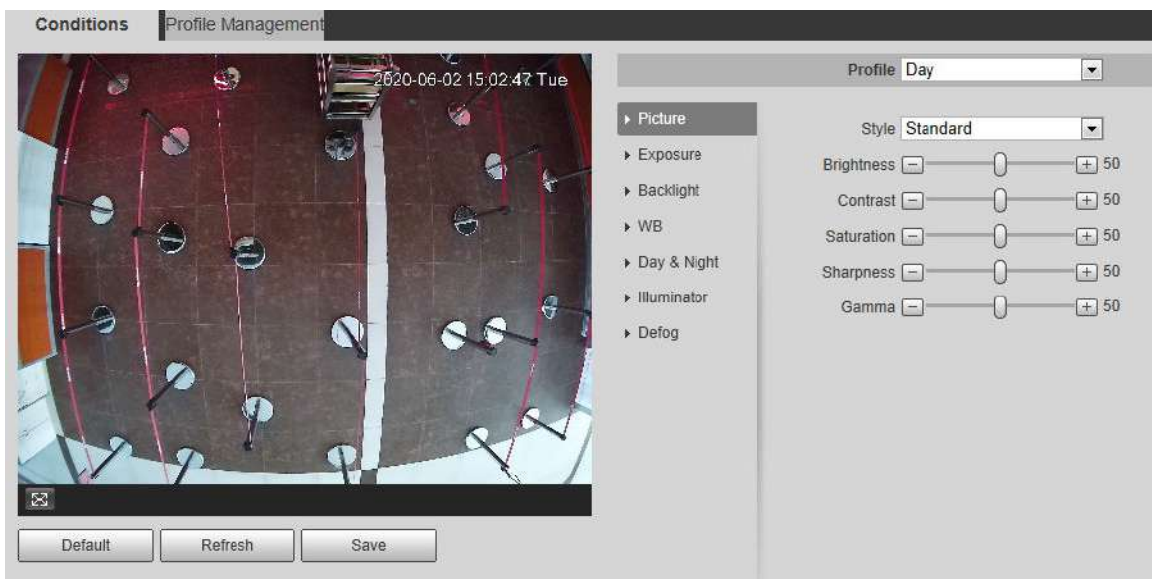 Conditions Profile Management
2020-06-02 15:02:47 Tue
Profile Day
Picture
Exposure
Backlight
WB
Day & Night
Illuminator
Defog
Style Standard
Brightness 50
Contrast 50
Saturation 50
Sharpness 50
Gamma 50
Default Refresh Save